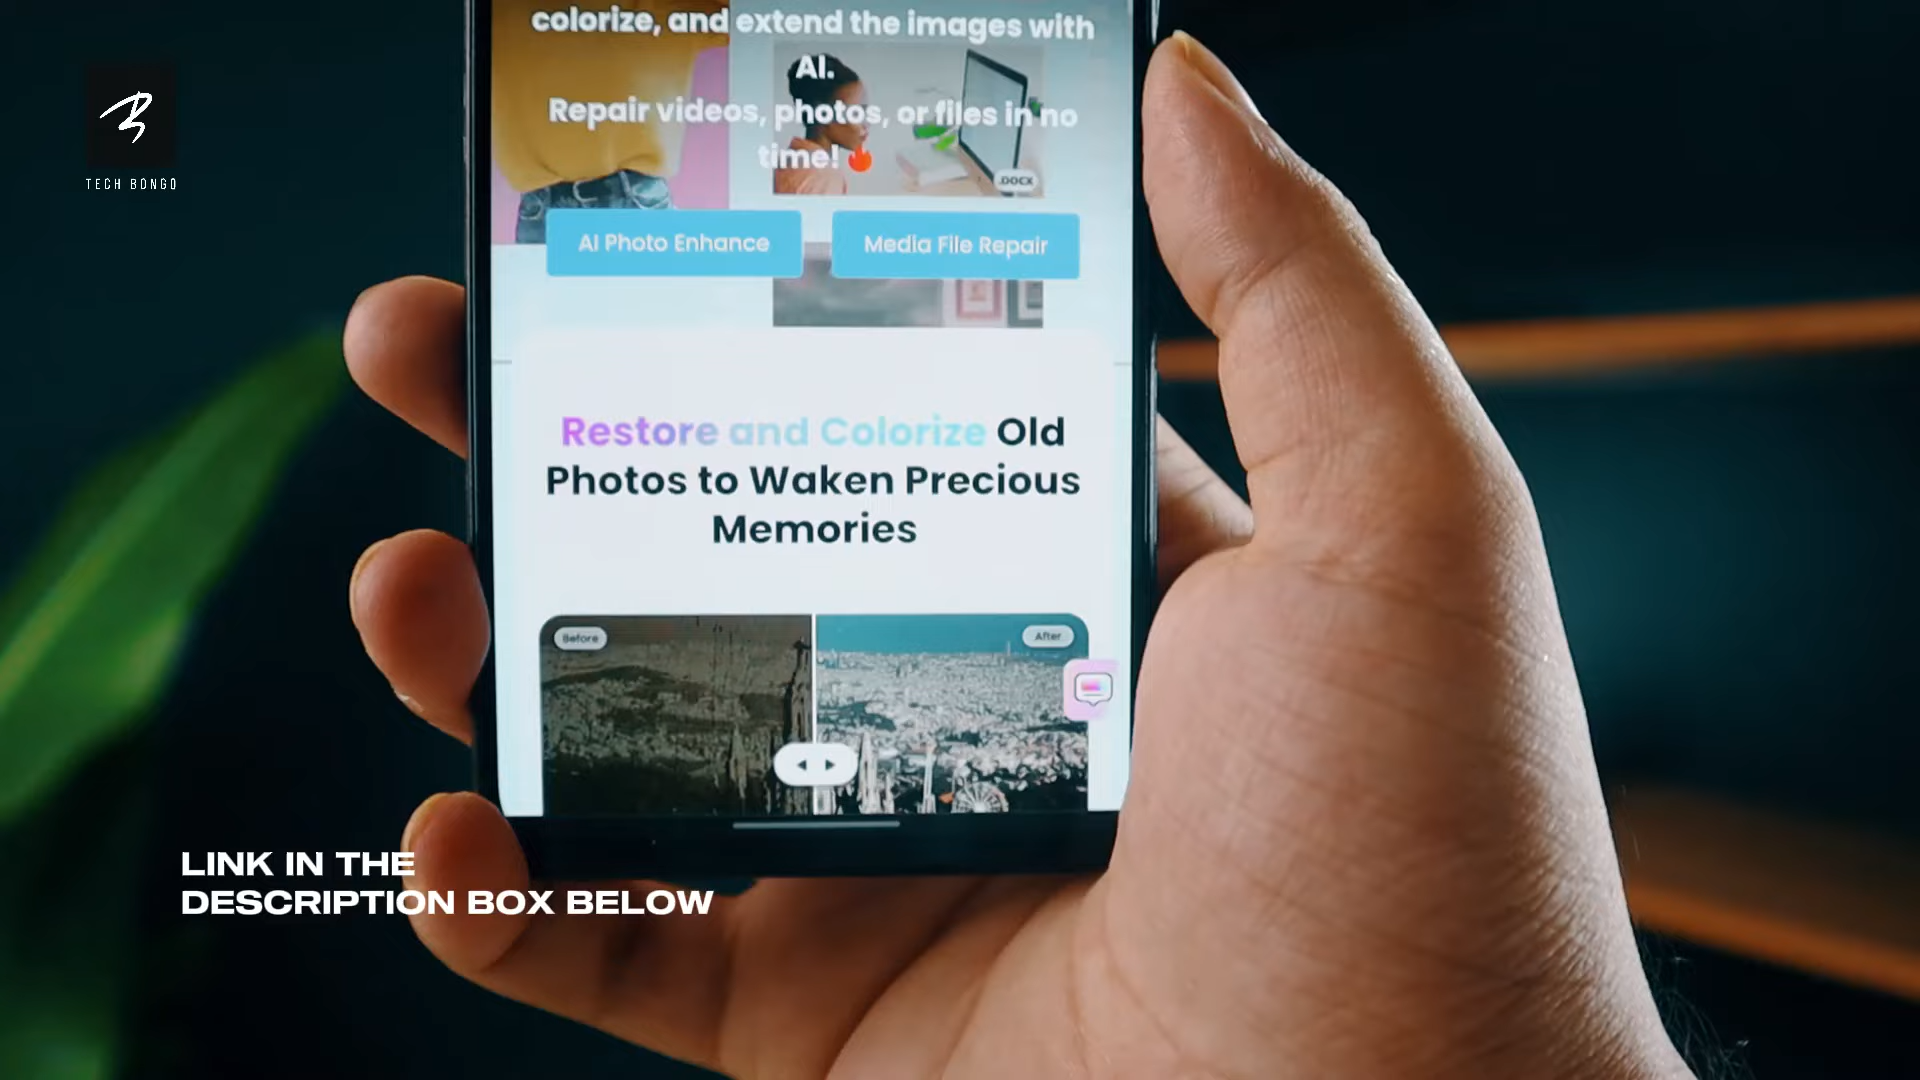 TECH BONGO
colorize, and extend the images with
AI.
Repair videos, photos, or files in no
time!
.DOCX
AI Photo Enhance
Media File Repair
Restore and Colorize Old
Photos to Waken Precious
Memories
Before
After
LINK IN THE
DESCRIPTION BOX BELOW